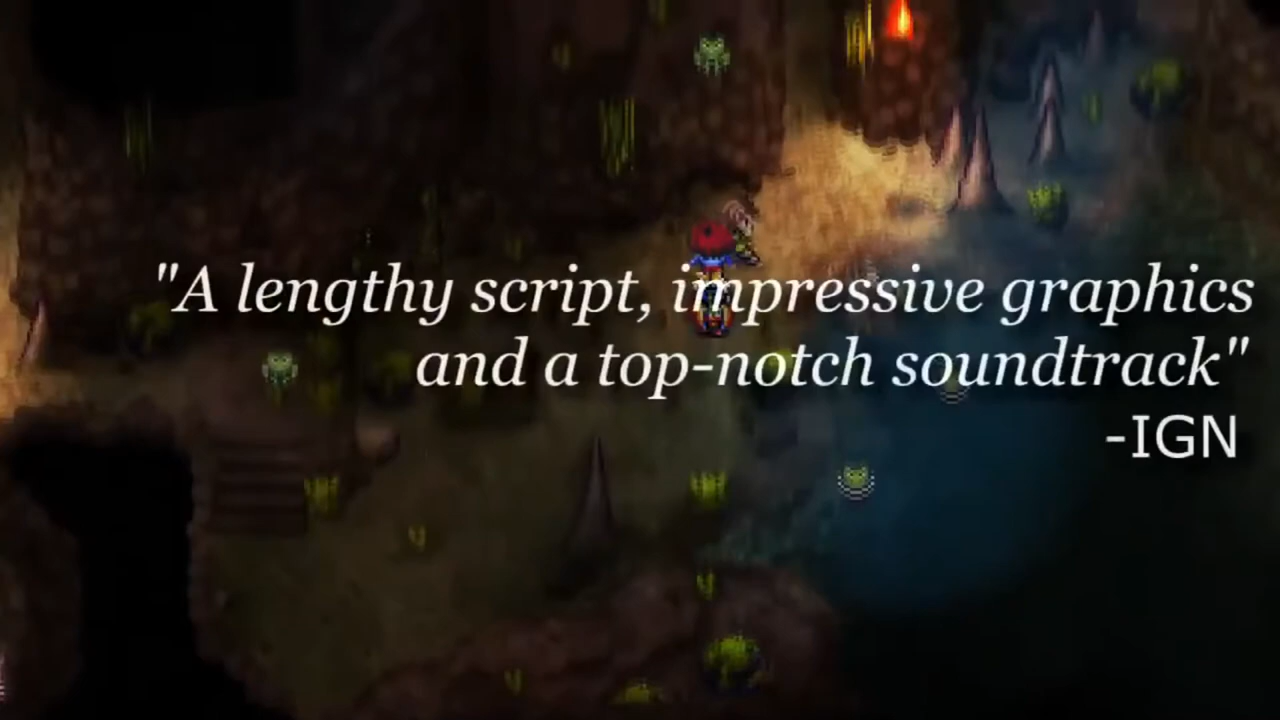 "A lengthy script, impressive graphics
and a top-notch soundtrack"
-IGN